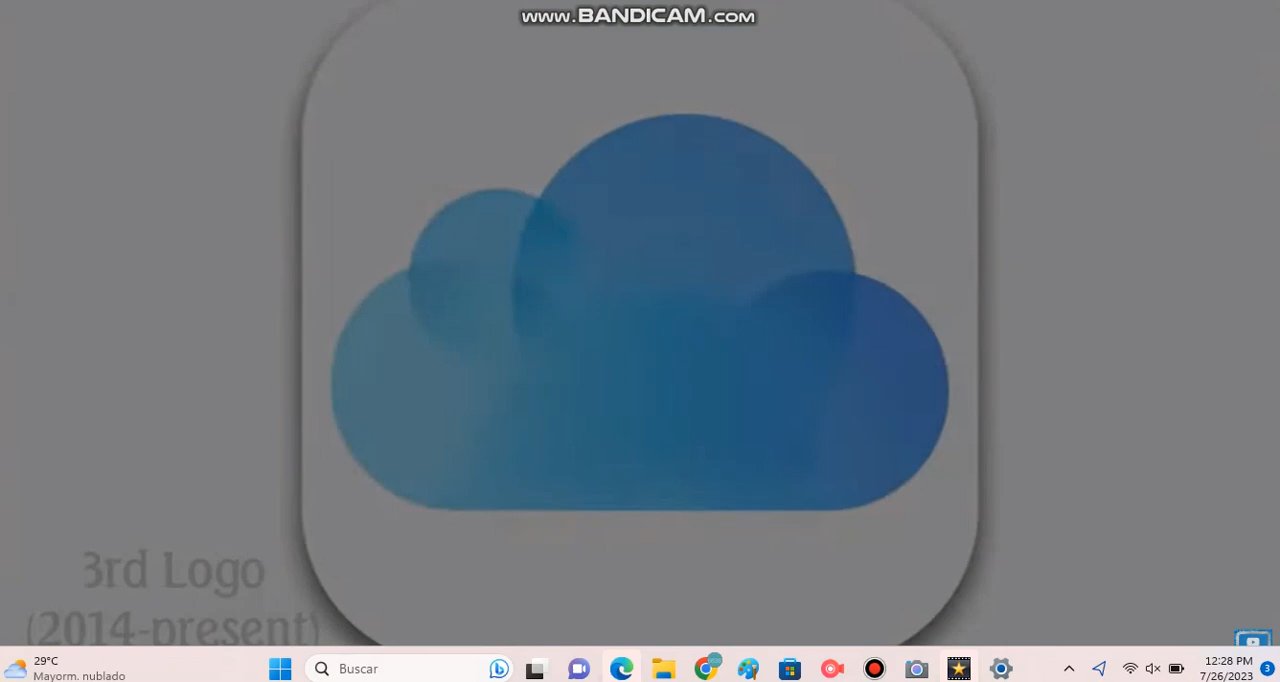 www.BANDICAM.com
3rd Logo
(2014-present)
29°C
Mayorm. nublado
Buscar
12:28 PM
7/26/2023
3